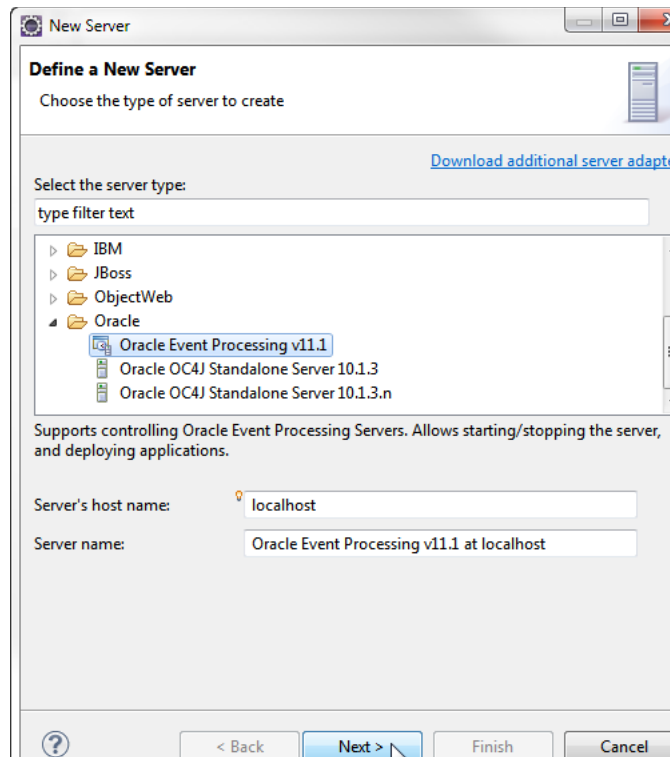 New Server
Define a New Server
Choose the type of server to create
Download additional server adapte
Select the server type:
type filter text
IBM
JBoss
ObjectWeb
Oracle
Oracle Event Processing v11.1
Oracle OC4J Standalone Server 10.1.3
Oracle OC4J Standalone Server 10.1.3.n
Supports controlling Oracle Event Processing Servers. Allows starting/stopping the server,
and deploying applications.
Server's host name: localhost
Server name: Oracle Event Processing v11.1 at localhost
? < Back Next > Finish Cancel